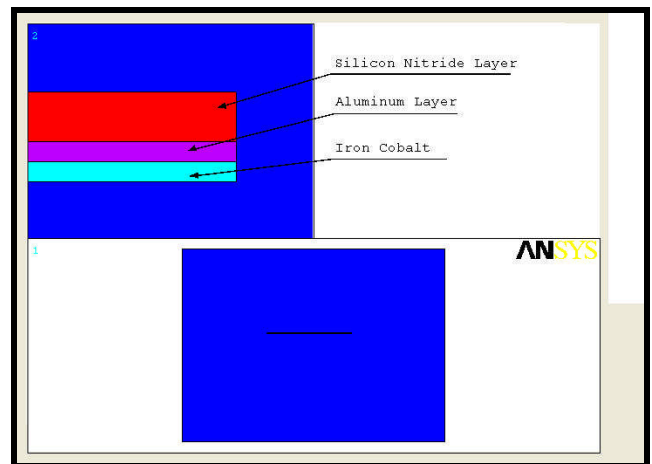 2
Silicon Nitride Layer
Aluminum Layer
Iron Cobalt
1
ANSYS